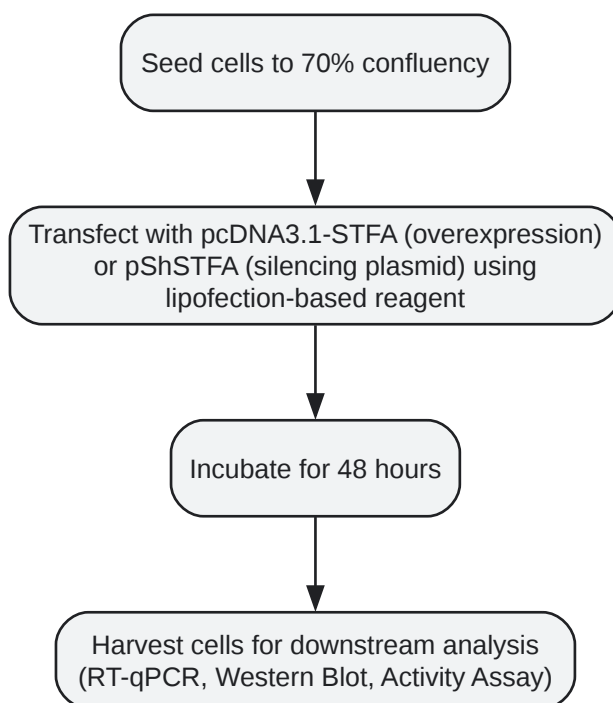 Seed cells to 70% confluency
Transfect with pcDNA3.1-STFA (overexpression)
or pShSTFA (silencing plasmid) using
lipofection-based reagent
Incubate for 48 hours
Harvest cells for downstream analysis
(RT-qPCR, Western Blot, Activity Assay)